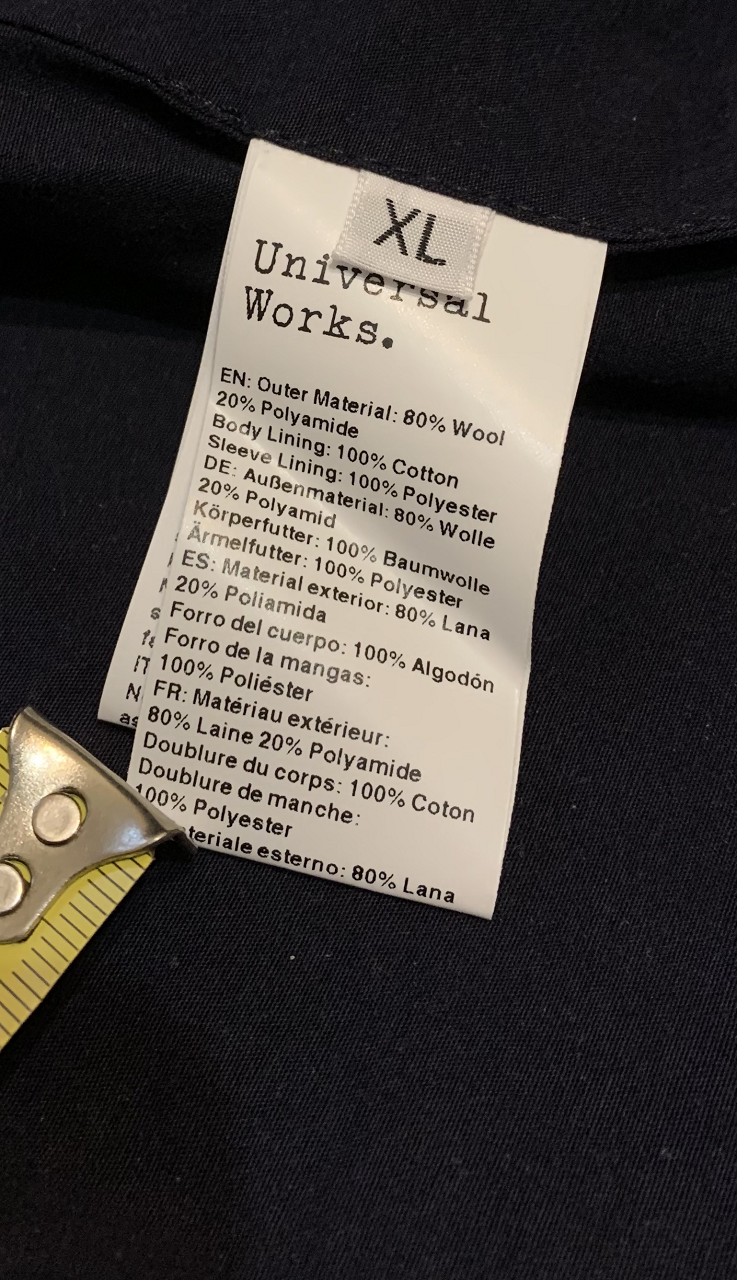 XL
Universal
Works.
EN: Outer Material: 80% Wool
20% Polyamide
Body Lining: 100% Cotton
Sleeve Lining: 100% Polyester
DE: Außenmaterial: 80% Wolle
20% Polyamid
Körperfutter: 100% Baumwolle
Ärmelfutter: 100% Polyester
ES: Material exterior: 80% Lana
20% Poliamida
Forro del cuerpo: 100% Algodón
Forro de la mangas:
100% Poliéster
FR: Matériau extérieur:
80% Laine 20% Polyamide
Doublure du corps: 100% Coton
Doublure de manche:
100% Polyester
esterno: 80% Lana